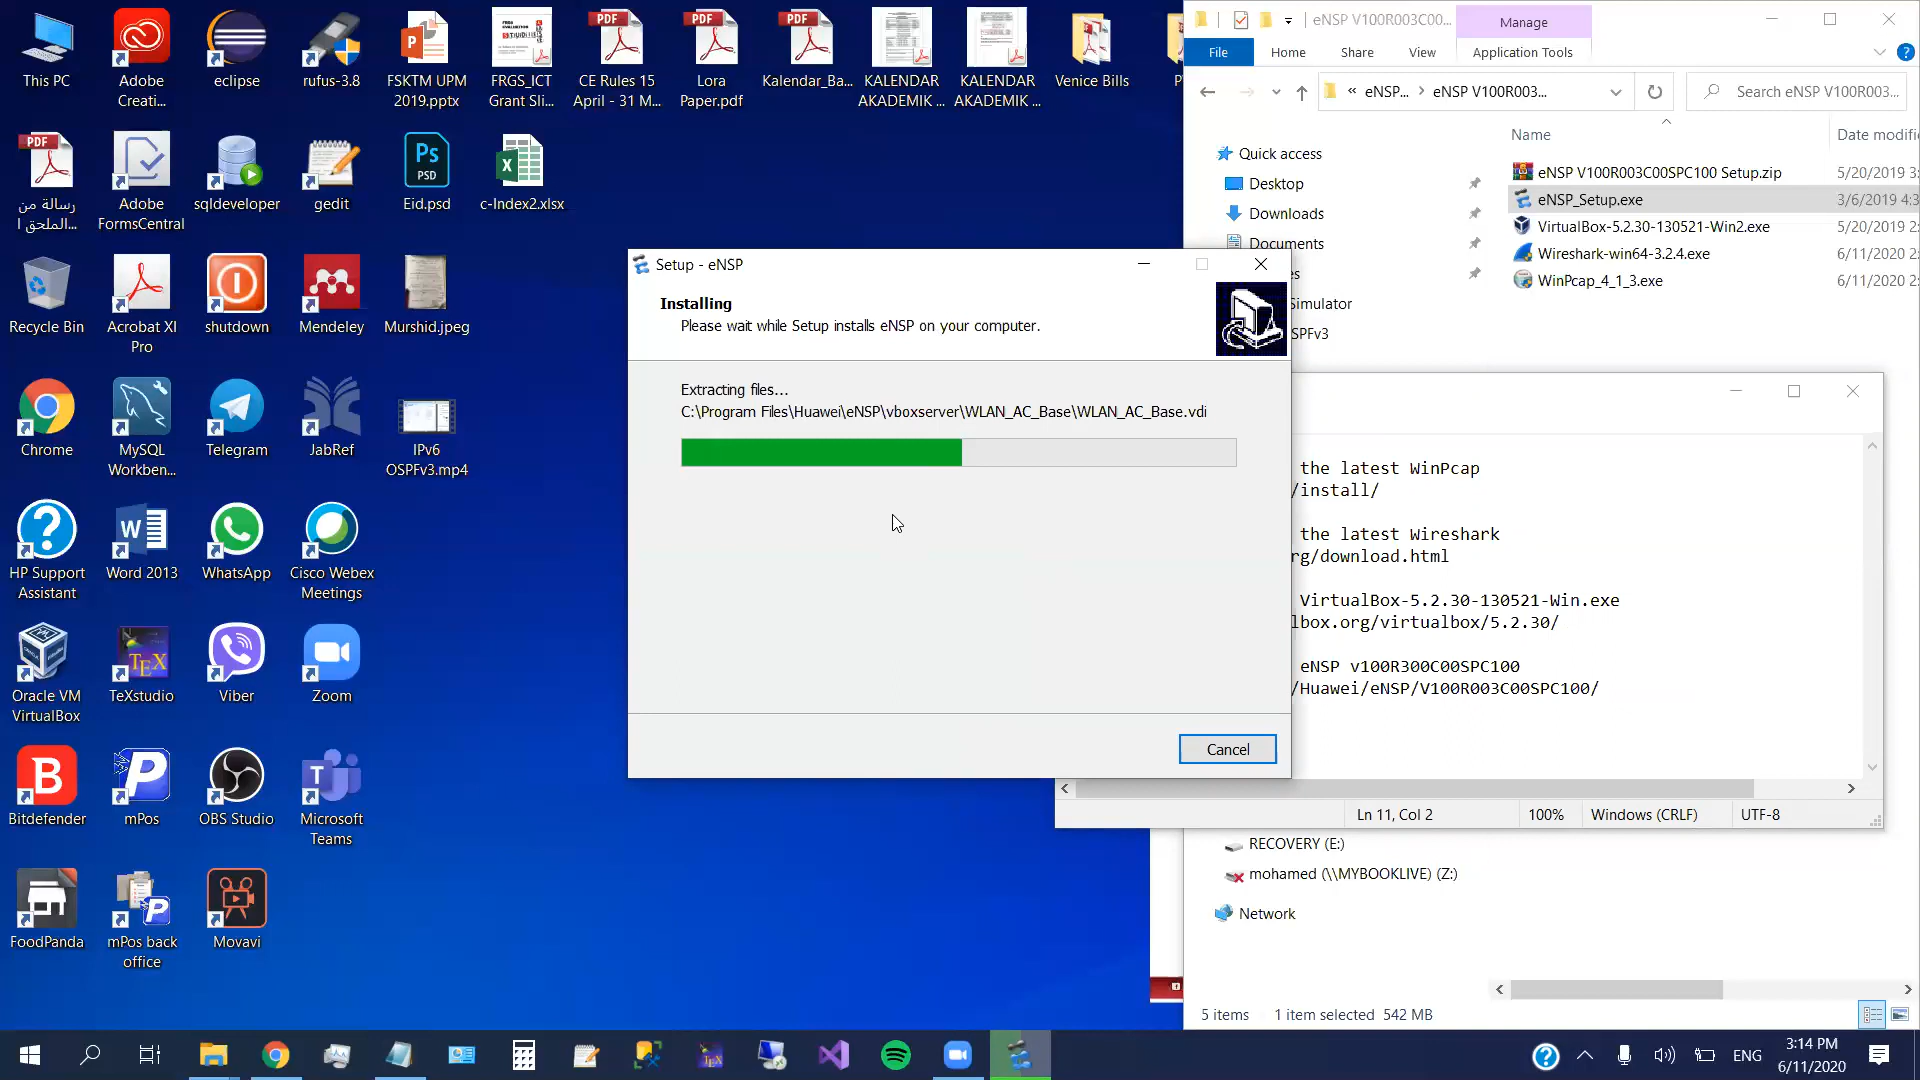 This PC
Adobe
Creati...
eclipse
rufus-3.8
FSKTM UPM
2019.pptx
FRGS_ICT
Grant Sli...
CE Rules 15
April - 31 M...
Lora
Paper.pdf
Kalendar_Ba...
KALENDAR
AKADEMIK ...
KALENDAR
AKADEMIK ...
Venice Bills
رسالة من
الملحق ا...
Adobe
FormsCentral
sqldeveloper
gedit
Eid.psd
c-Index2.xlsx
Recycle Bin
Acrobat XI
Pro
shutdown
Mendeley
Murshid.jpeg
Chrome
MySQL
Workben...
Telegram
JabRef
IPv6
OSPFv3.mp4
HP Support
Assistant
Word 2013
WhatsApp
Cisco Webex
Meetings
Oracle VM
VirtualBox
TeXstudio
Viber
Zoom
Bitdefender
mPos
OBS Studio
Microsoft
Teams
FoodPanda
mPos back
office
Movavi
Setup - eNSP
Installing
Please wait while Setup installs eNSP on your computer.
Extracting files...
C:\Program Files\Huawei\eNSP\vboxserver\WLAN_AC_Base\WLAN_AC_Base.vdi
Cancel
eNSP V100R003C00...
Manage
File Home Share View Application Tools
« eNSP... › eNSP V100R003...
Search eNSP V100R003...
Name Date modifi
Quick access
Desktop
Downloads
Documents
es
Simulator
SPFv3
eNSP V100R003C00SPC100 Setup.zip 5/20/2019 3:
eNSP_Setup.exe 3/6/2019 4:3
VirtualBox-5.2.30-130521-Win2.exe 5/20/2019 2:
Wireshark-win64-3.2.4.exe 6/11/2020 2:
WinPcap_4_1_3.exe 6/11/2020 2:
the latest WinPcap
/install/
the latest Wireshark
rg/download.html
VirtualBox-5.2.30-130521-Win.exe
lbox.org/virtualbox/5.2.30/
eNSP v100R300C00SPC100
/Huawei/eNSP/V100R003C00SPC100/
Ln 11, Col 2 100% Windows (CRLF) UTF-8
RECOVERY (E:)
mohamed (\\MYBOOKLIVE) (Z:)
Network
5 items 1 item selected 542 MB
ENG
3:14 PM
6/11/2020